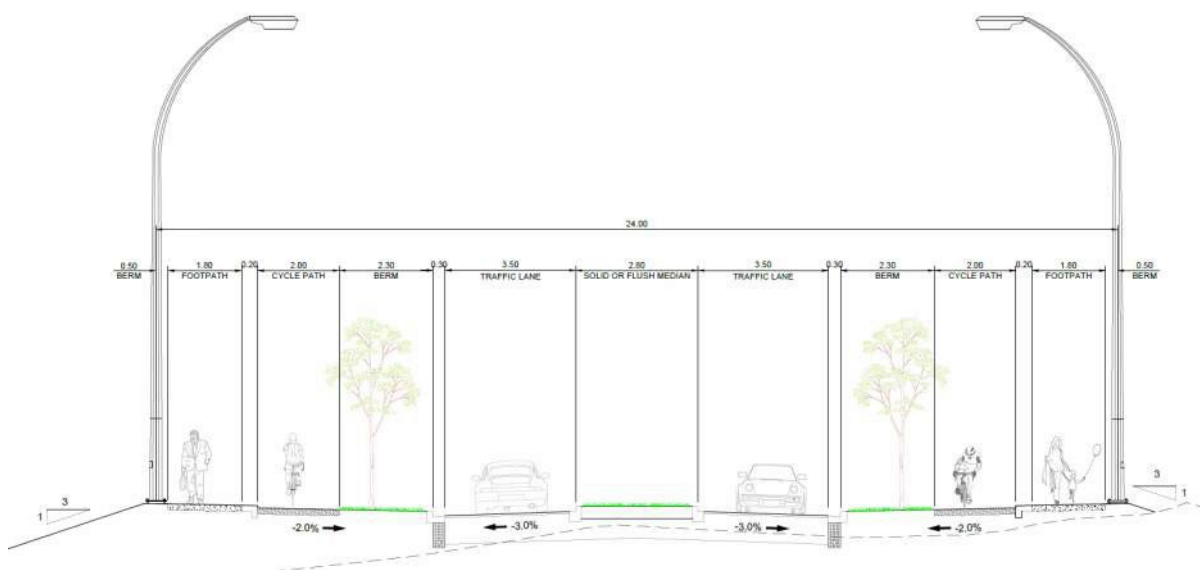 24.00
0.50 1.80 0.20 2.00 2.30 0.30 3.50 2.80 3.50 0.30 2.30 2.00 0.20 1.80 0.50
BERM FOOTPATH CYCLE PATH BERM TRAFFIC LANE SOLID OR FLUSH MEDIAN TRAFFIC LANE BERM CYCLE PATH FOOTPATH BERM
3 3
1 1
-2.0% -3.0% -3.0% -2.0%